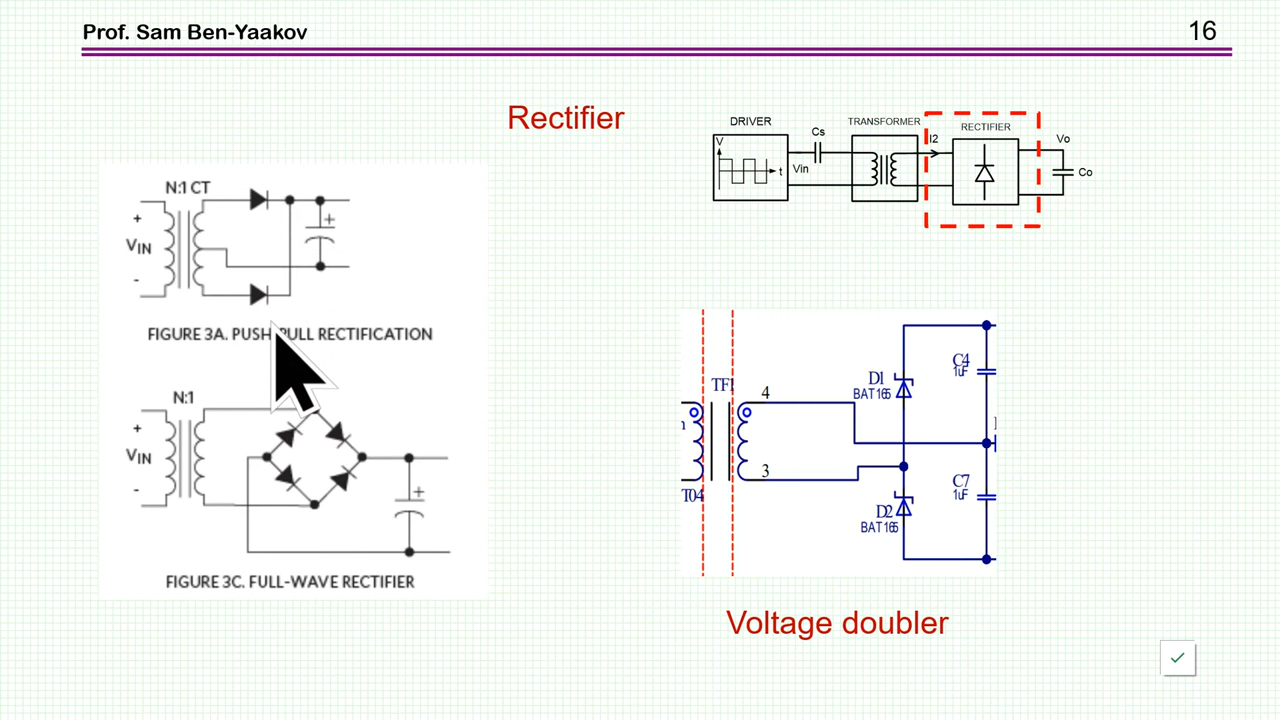 Prof. Sam Ben-Yaakov
16
Rectifier
DRIVER
Cs
TRANSFORMER
RECTIFIER
V
t
Vin
I2
Vo
Co
N:1 CT
+
VIN
-
+
FIGURE 3A. PUSH PULL RECTIFICATION
N:1
+
VIN
-
+
FIGURE 3C. FULL-WAVE RECTIFIER
TF1
4
3
T04
D1
BAT165
D2
BAT165
C4
1uF
C7
1uF
Voltage doubler